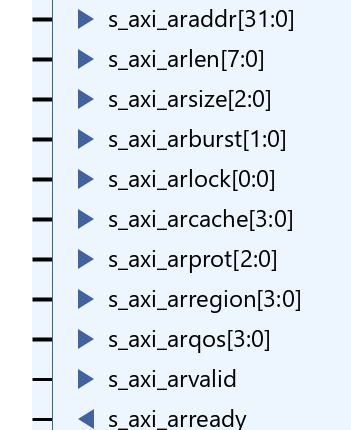 s_axi_araddr[31:0]
s_axi_arlen[7:0]
s_axi_arsize[2:0]
s_axi_arburst[1:0]
s_axi_arlock[0:0]
s_axi_arcache[3:0]
s_axi_arprot[2:0]
s_axi_arregion[3:0]
s_axi_arqos[3:0]
s_axi_arvalid
s_axi_arready